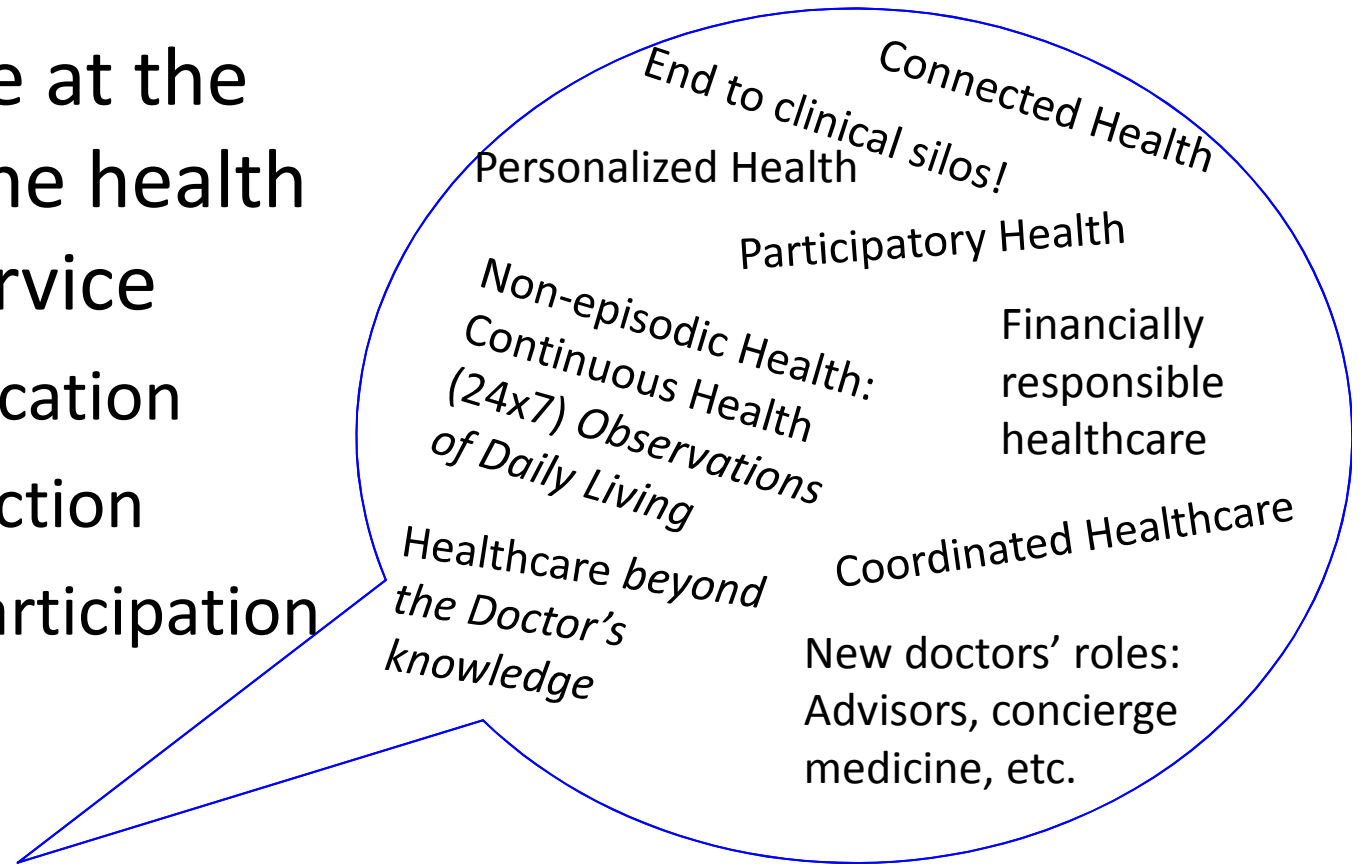 e at the
ne health
rvice
cation
ction
articipation
End to clinical silos!
Connected Health
Personalized Health
Participatory Health
Non-episodic Health:
Continuous Health
(24x7) Observations
of Daily Living
Financially
responsible
healthcare
Healthcare beyond
the Doctor’s
knowledge
Coordinated Healthcare
New doctors’ roles:
Advisors, concierge
medicine, etc.